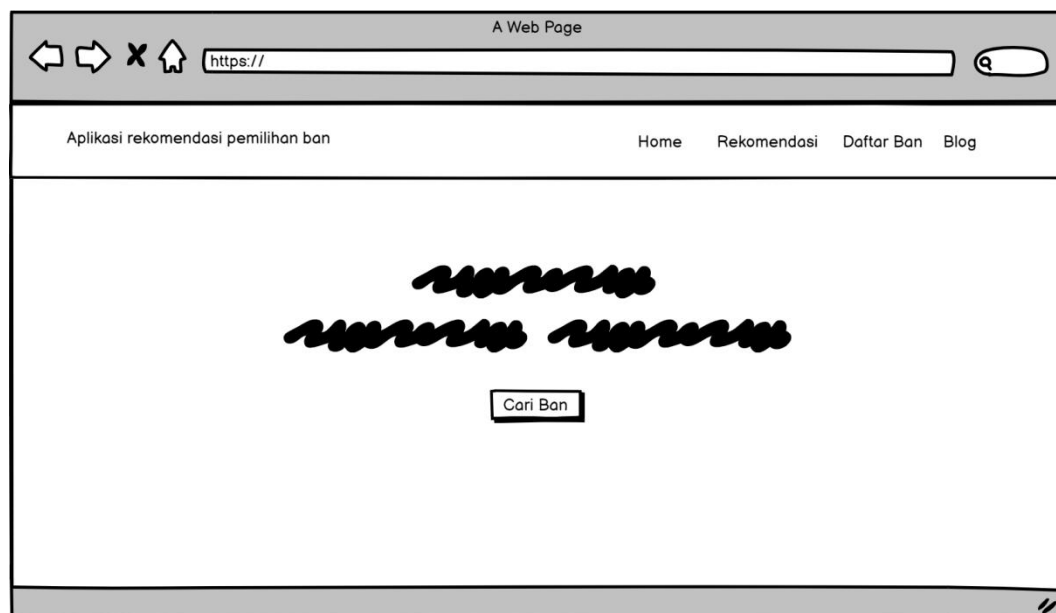 A Web Page
https://
Aplikasi rekomendasi pemilihan ban
Home Rekomendasi Daftar Ban Blog
Cari Ban